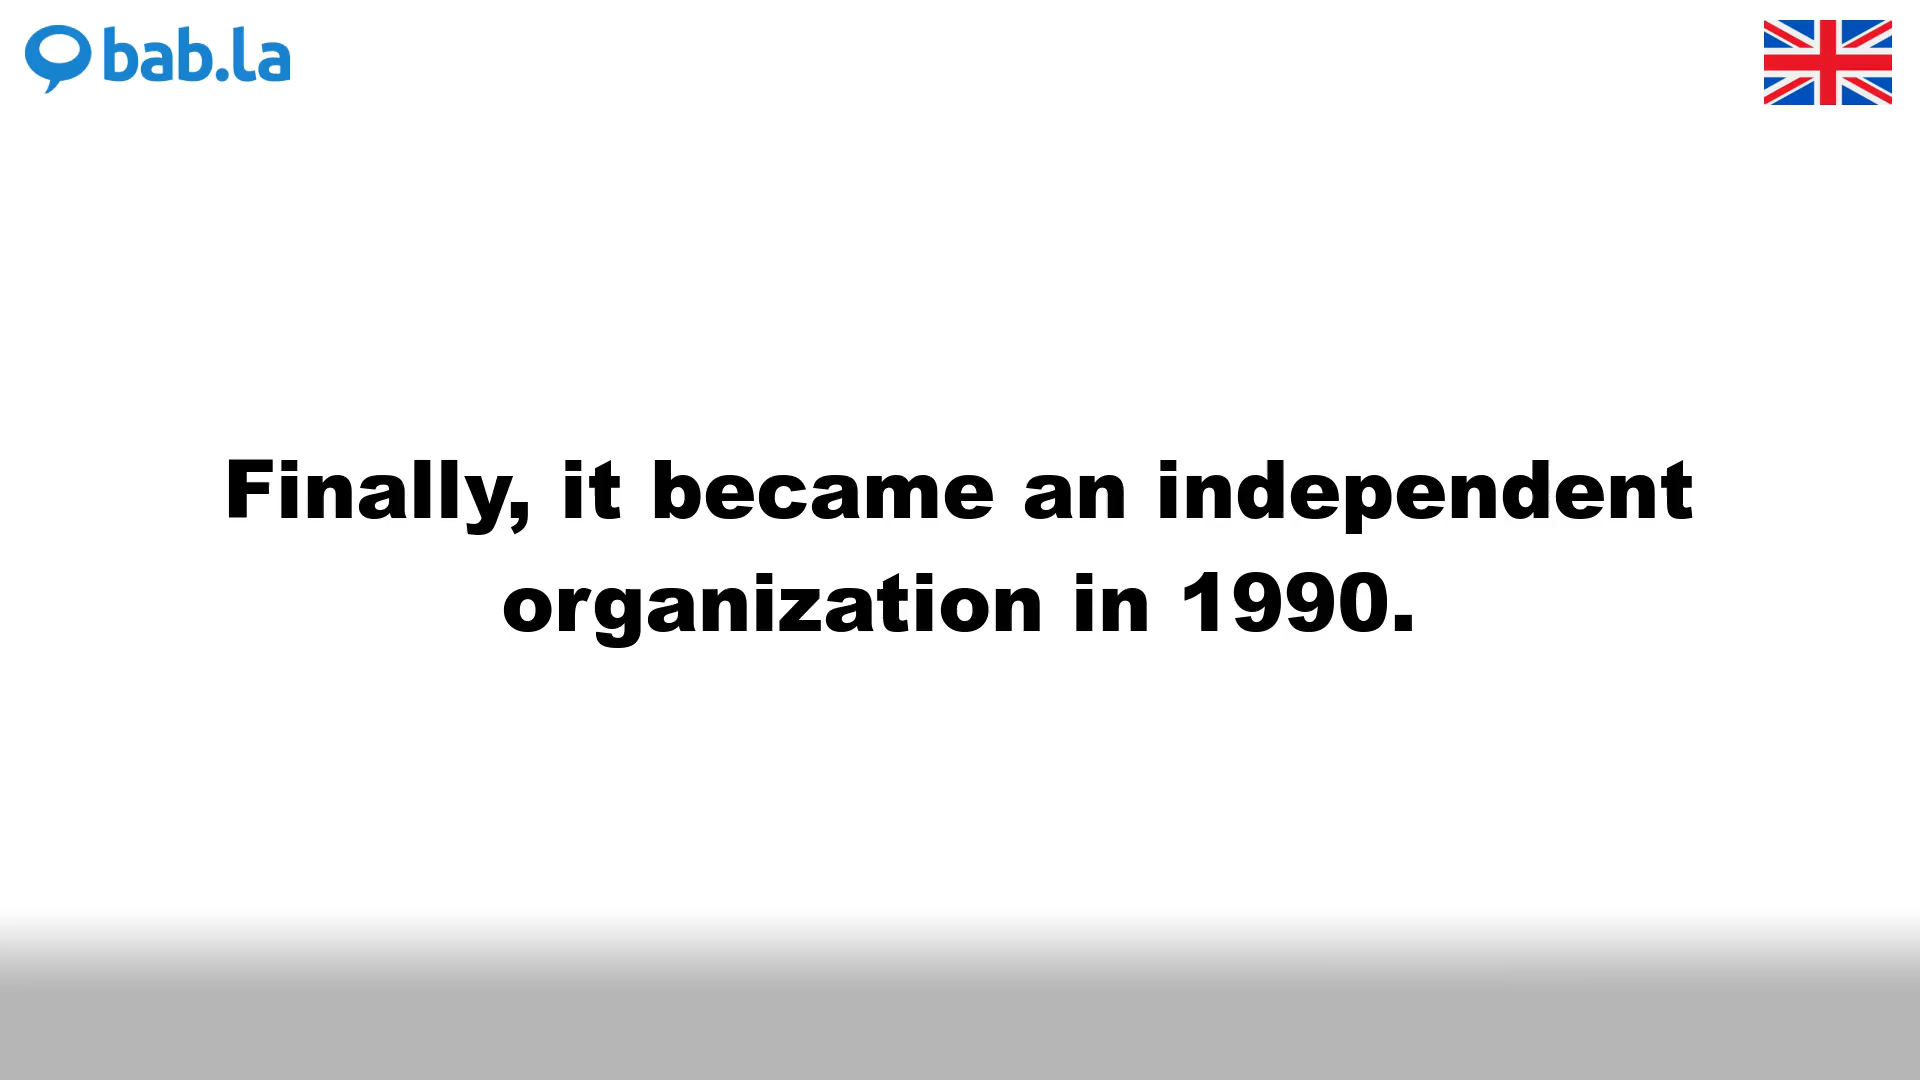 bab.la
Finally, it became an independent
organization in 1990.